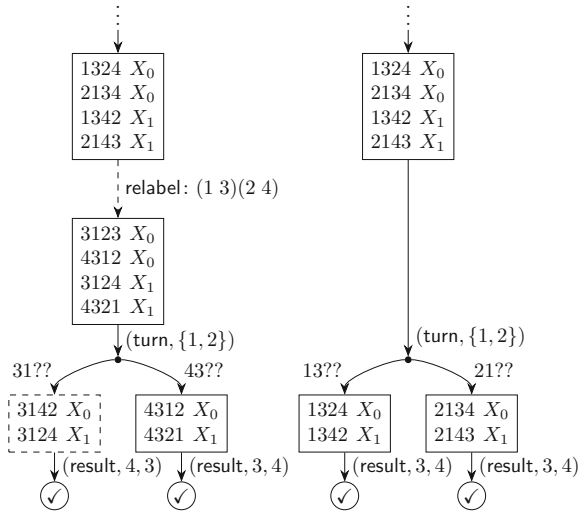 1324 X₀
2134 X₀
1342 X₁
2143 X₁
relabel: (1 3)(2 4)
3123 X₀
4312 X₀
3124 X₁
4321 X₁
(turn, {1, 2})
31??
43??
3142 X₀
3124 X₁
4312 X₀
4321 X₁
(result, 4, 3)
(result, 3, 4)
✓
✓
1324 X₀
2134 X₀
1342 X₁
2143 X₁
(turn, {1, 2})
13??
21??
1324 X₀
1342 X₁
2134 X₀
2143 X₁
(result, 3, 4)
(result, 3, 4)
✓
✓